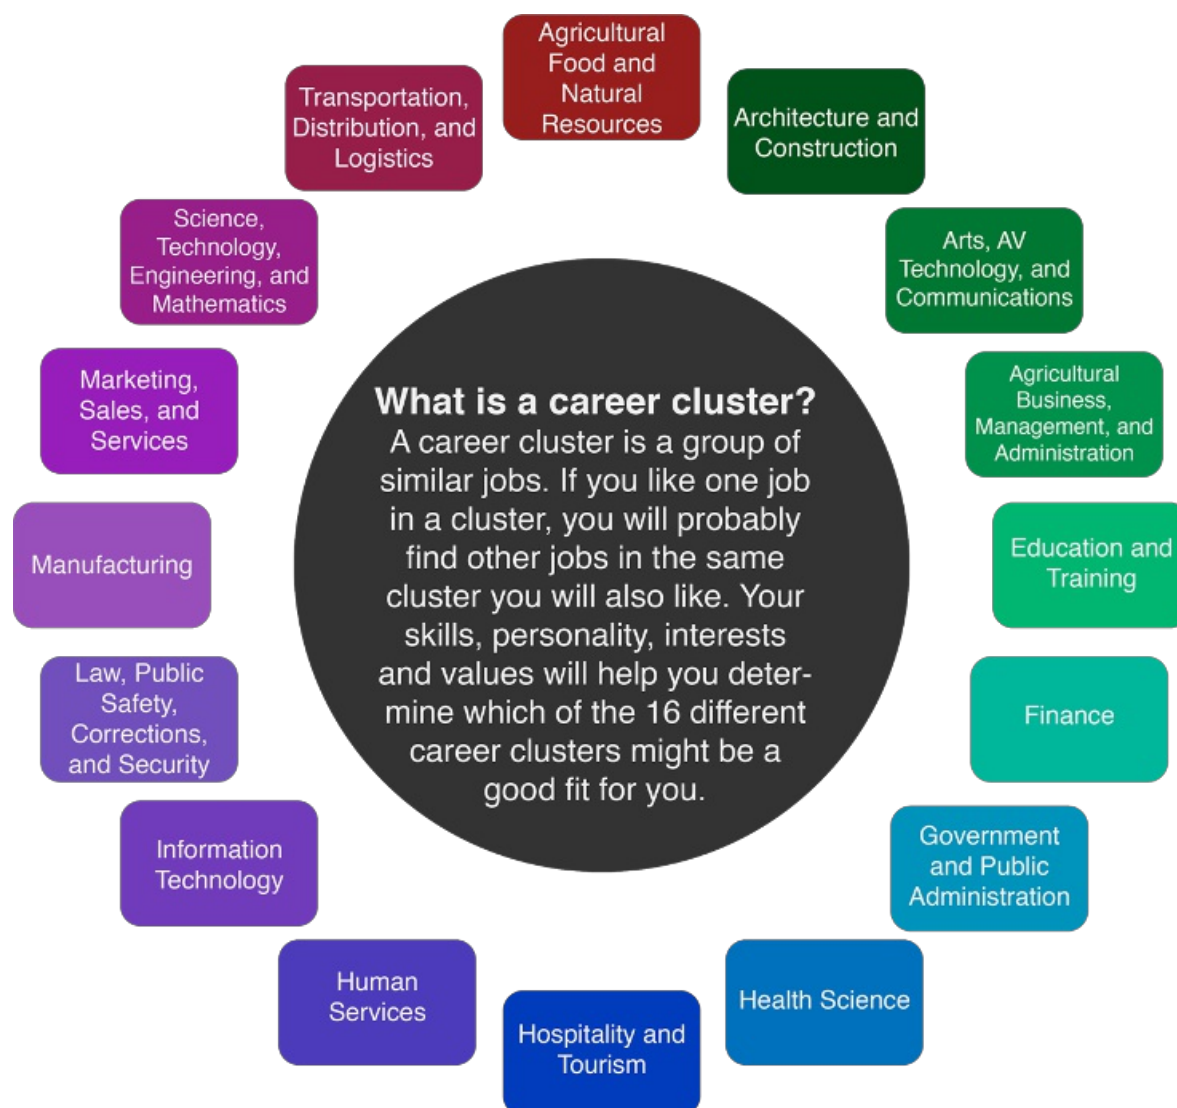 Agricultural
Food and
Natural
Resources
Architecture and
Construction
Arts, AV
Technology, and
Communications
Agricultural
Business,
Management, and
Administration
Education and
Training
Finance
Government
and Public
Administration
Health Science
Hospitality and
Tourism
Human
Services
Information
Technology
Law, Public
Safety,
Corrections,
and Security
Manufacturing
Marketing,
Sales, and
Services
Science,
Technology,
Engineering, and
Mathematics
Transportation,
Distribution, and
Logistics
What is a career cluster?
A career cluster is a group of
similar jobs. If you like one job
in a cluster, you will probably
find other jobs in the same
cluster you will also like. Your
skills, personality, interests
and values will help you deter-
mine which of the 16 different
career clusters might be a
good fit for you.